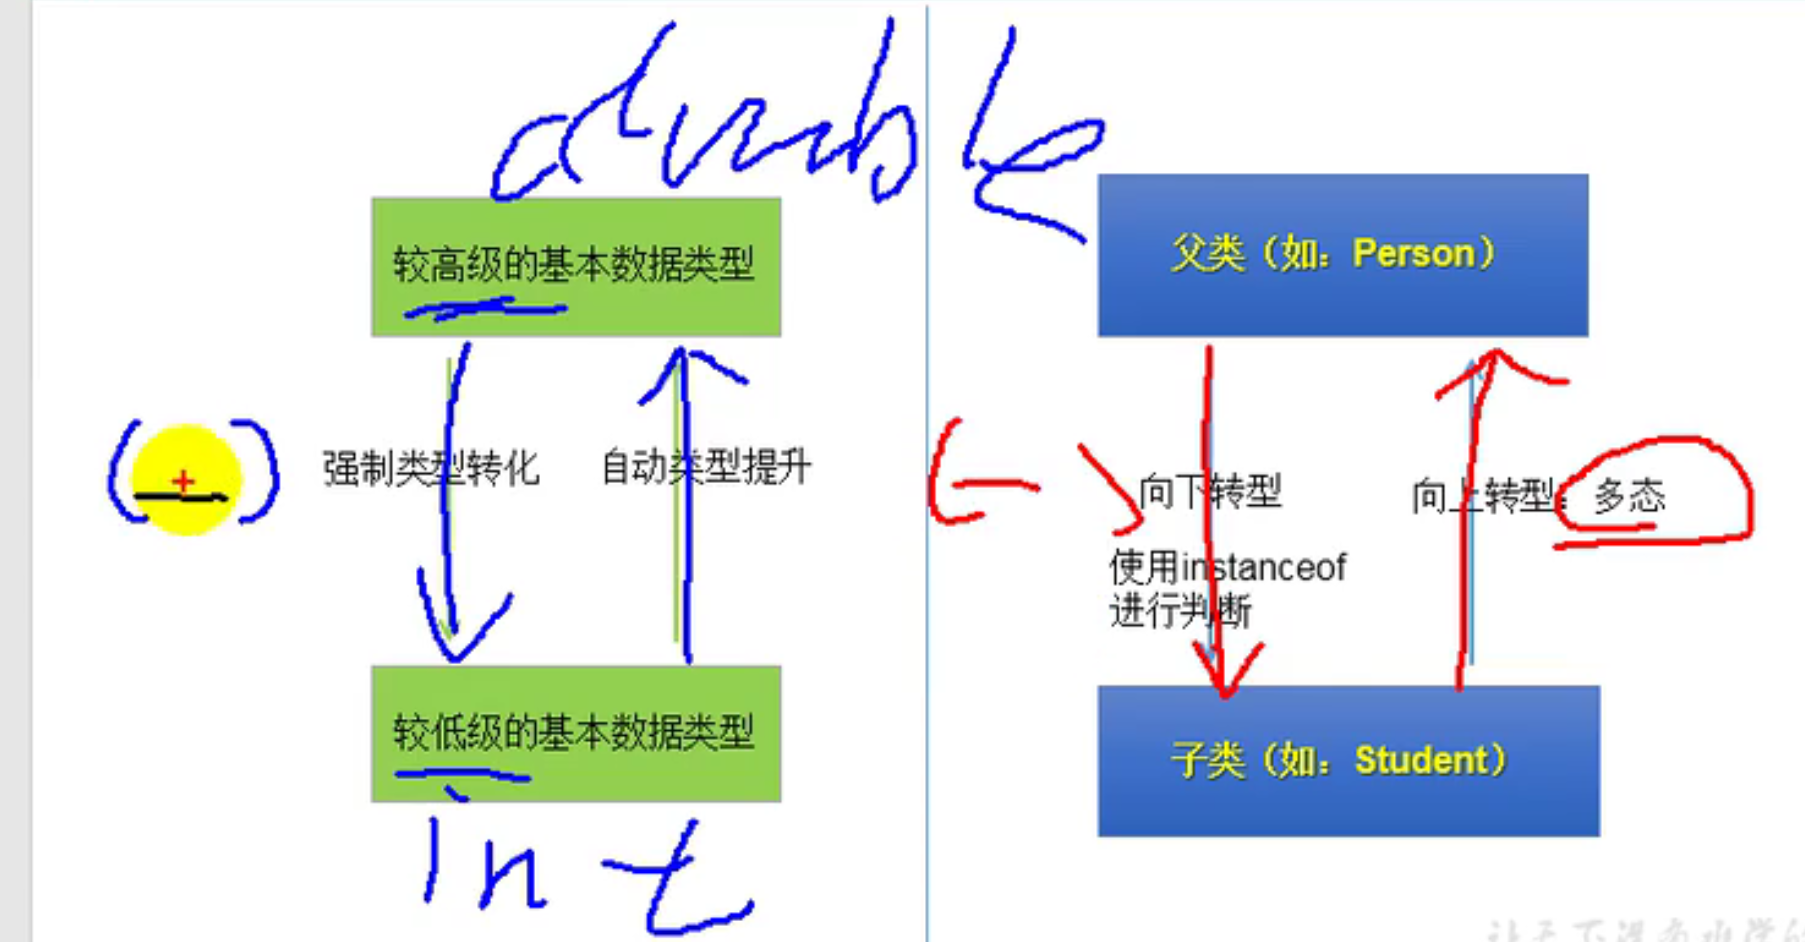 double
较高级的基本数据类型
强制类型转化
自动类型提升
较低级的基本数据类型
int
父类（如：Person）
向下转型
使用instanceof
进行判断
向上转型：多态
子类（如：Student）